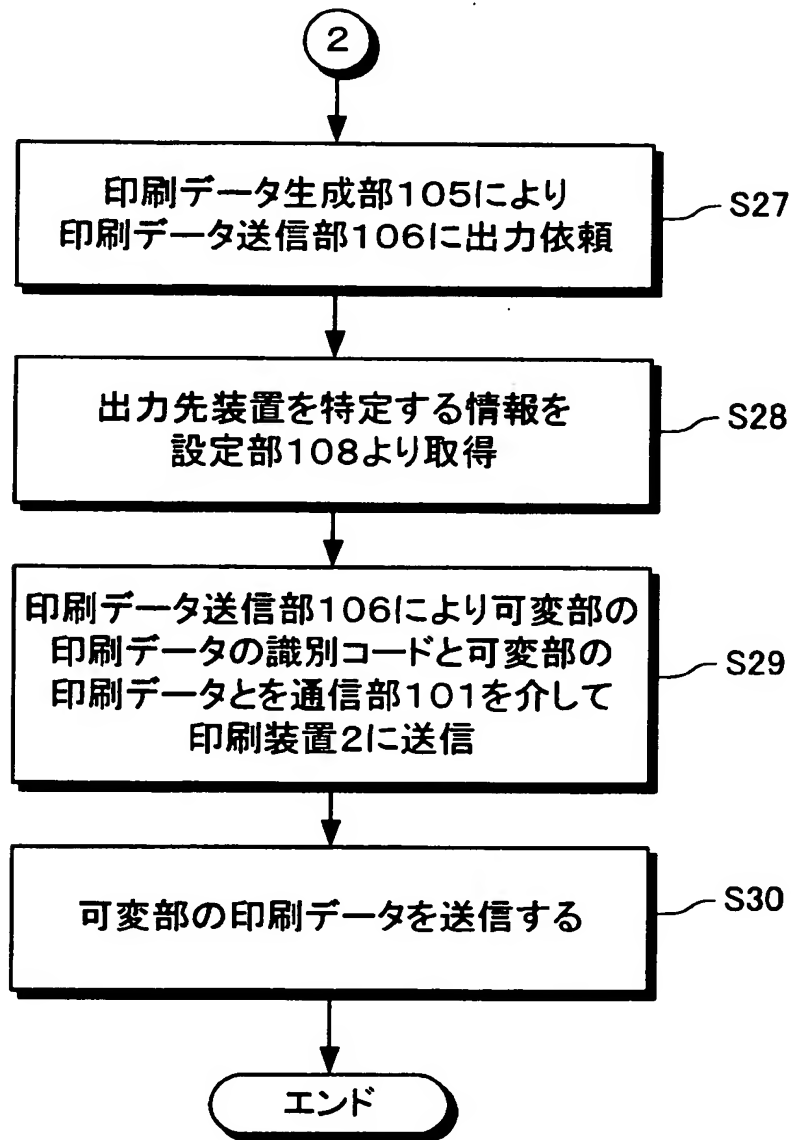 2
印刷データ生成部105により
印刷データ送信部106に出力依頼
S27
出力先装置を特定する情報を
設定部108より取得
S28
印刷データ送信部106により可変部の
印刷データの識別コードと可変部の
印刷データとを通信部101を介して
印刷装置2に送信
S29
可変部の印刷データを送信する
S30
エンド